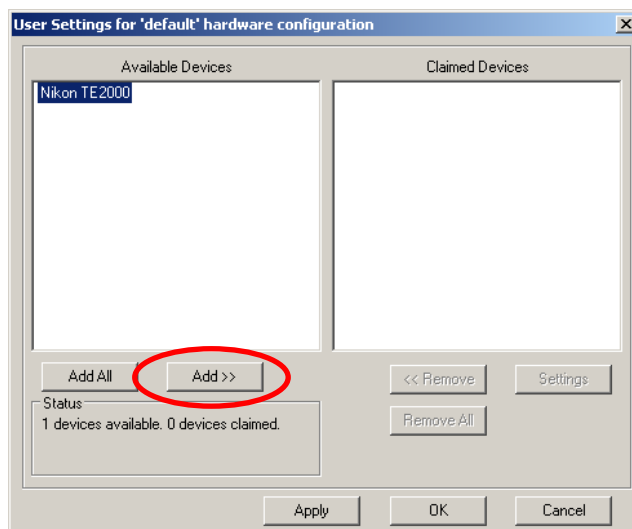 User Settings for 'default' hardware configuration
Available Devices
Claimed Devices
Nikon TE2000
Add All
Add >>
<< Remove
Settings
Status
1 devices available. 0 devices claimed.
Remove All
Apply
OK
Cancel